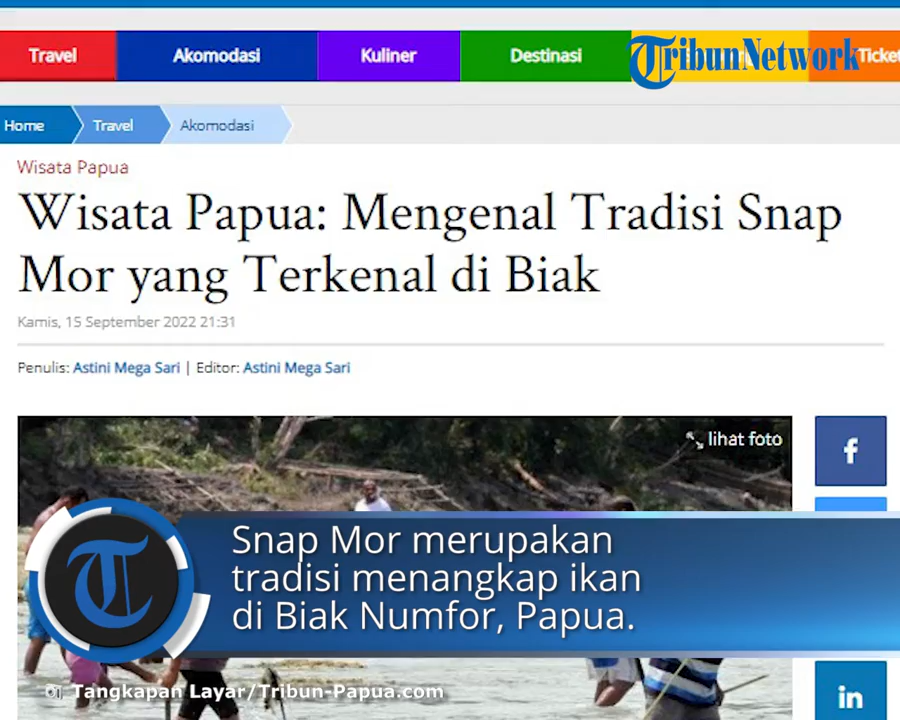 Travel
Akomodasi
Kuliner
Destinasi
TribunNetwork
Ticket
Home
Travel
Akomodasi
Wisata Papua
Wisata Papua: Mengenal Tradisi Snap
Mor yang Terkenal di Biak
Kamis, 15 September 2022 21:31
Penulis: Astini Mega Sari | Editor: Astini Mega Sari
lihat foto
f
T
Snap Mor merupakan
tradisi menangkap ikan
di Biak Numfor, Papua.
Tangkapan Layar/Tribun-Papua.com
in